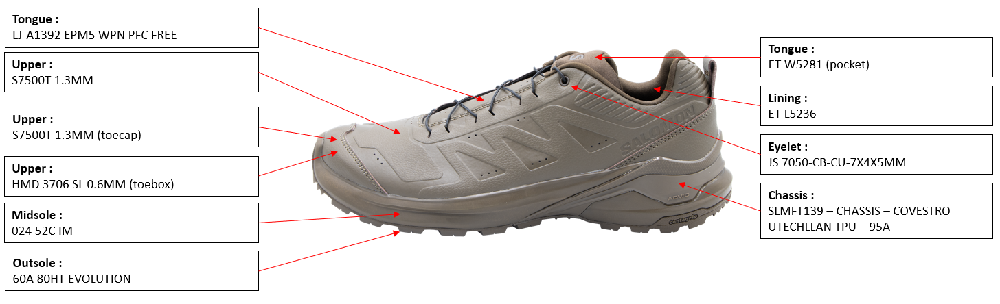 Tongue :
LJ-A1392 EPM5 WPN PFC FREE
Upper :
S7500T 1.3MM
Upper :
S7500T 1.3MM (toecap)
Upper :
HMD 3706 SL 0.6MM (toebox)
Midsole :
024 52C IM
Outsole :
60A 80HT EVOLUTION
Tongue :
ET W5281 (pocket)
Lining :
ET L5236
Eyelet :
JS 7050-CB-CU-7X4X5MM
Chassis :
SLMFT139 – CHASSIS – COVESTRO -
UTECHLLAN TPU – 95A
SALOMON
ADV-C
contagrip